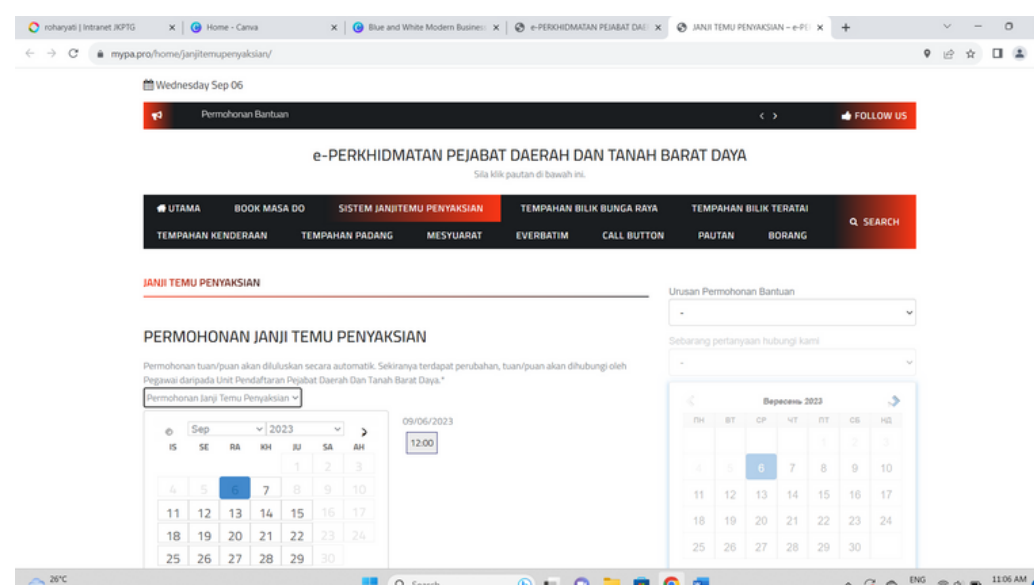 roharyati | Intranet JKPTG
Home - Canva
Blue and White Modern Business
e-PERKHIDMATAN PEJABAT DAE
JANJI TEMU PENYAKSIAN – e-PE
mypa.pro/home/janjitemupenyaksian/
Wednesday Sep 06
Permohonan Bantuan
FOLLOW US
e-PERKHIDMATAN PEJABAT DAERAH DAN TANAH BARAT DAYA
Sila klik pautan di bawah ini.
UTAMA BOOK MASA DO SISTEM JANJITEMU PENYAKSIAN TEMPAHAN BILIK BUNGA RAYA TEMPAHAN BILIK TERATAI
SEARCH
TEMPAHAN KENDERAAN TEMPAHAN PADANG MESYUARAT EVERBATIM CALL BUTTON PAUTAN BORANG
JANJI TEMU PENYAKSIAN
PERMOHONAN JANJI TEMU PENYAKSIAN
Permohonan tuan/puan akan diluluskan secara automatik. Sekiranya terdapat perubahan, tuan/puan akan dihubungi oleh
Pegawai daripada Unit Pendaftaran Pejabat Daerah Dan Tanah Barat Daya.*
Permohonan Janji Temu Penyaksian
Sep 2023
IS SE RA KH JU SA AH
1 2 3
4 5 6 7 8 9 10
11 12 13 14 15 16 17
18 19 20 21 22 23 24
25 26 27 28 29 30
09/06/2023
12:00
Urusan Permohonan Bantuan
-
Sebarang pertanyaan hubungi kami
-
Вересень 2023
ПН ВТ СР ЧТ ПТ СБ НД
1 2 3
4 5 6 7 8 9 10
11 12 13 14 15 16 17
18 19 20 21 22 23 24
25 26 27 28 29 30
26°C
Search
ENG
11:06 AM